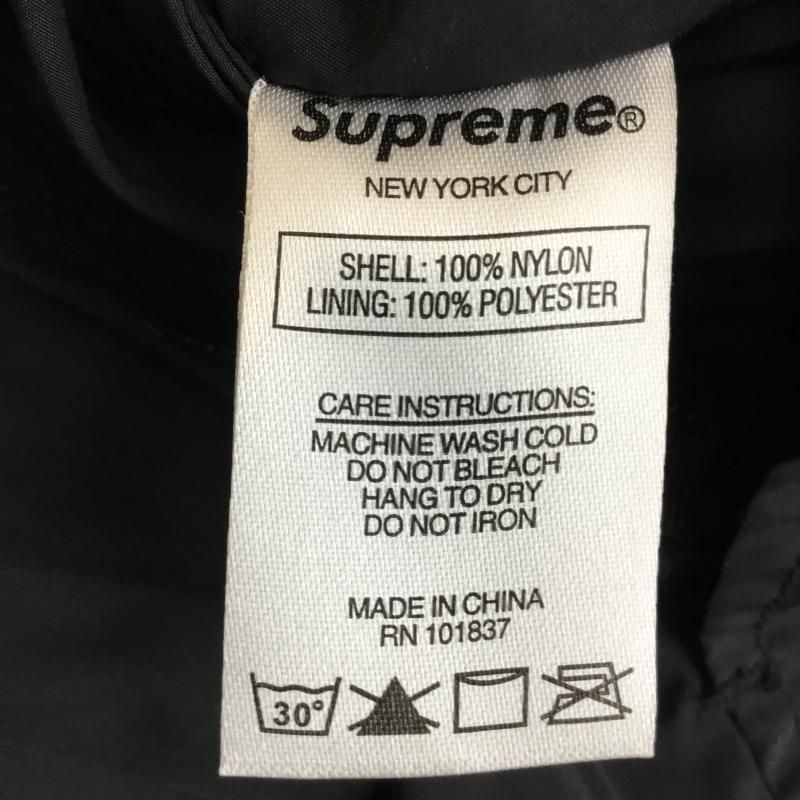 Supreme®
NEW YORK CITY
SHELL: 100% NYLON
LINING: 100% POLYESTER
CARE INSTRUCTIONS:
MACHINE WASH COLD
DO NOT BLEACH
HANG TO DRY
DO NOT IRON
MADE IN CHINA
RN 101837
30°